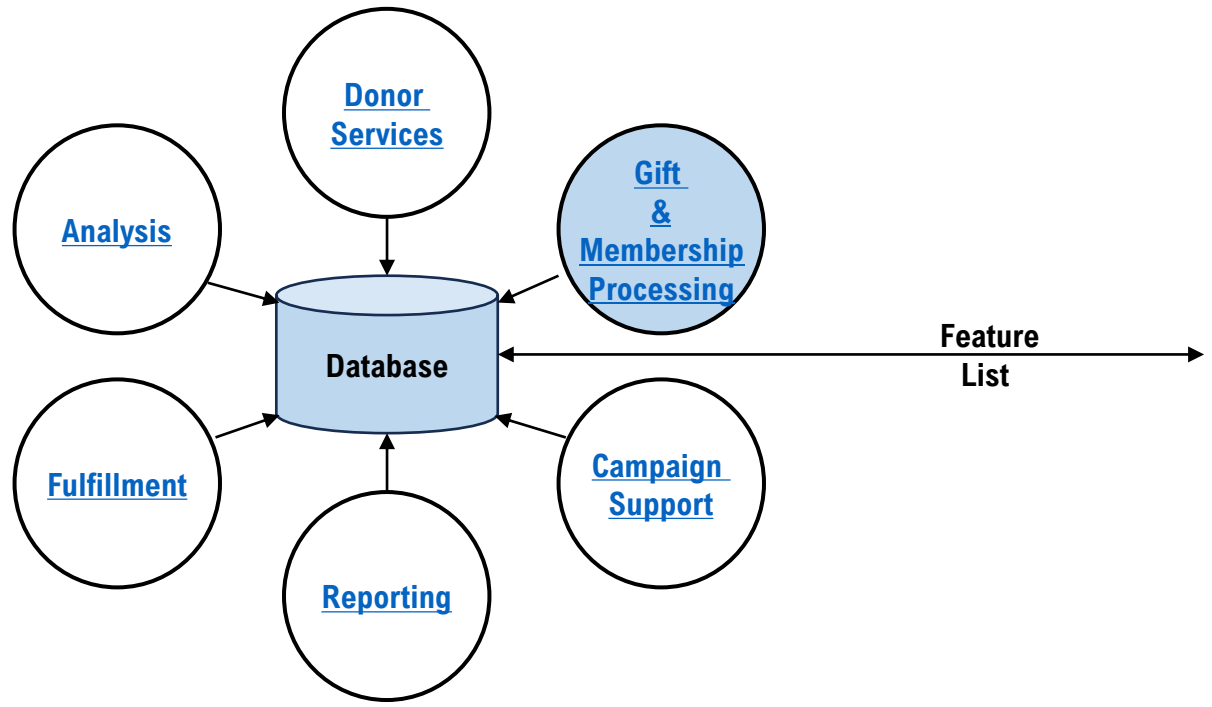 Donor
Services
Gift
&
Membership
Processing
Analysis
Database
Feature
List
Fulfillment
Campaign
Support
Reporting